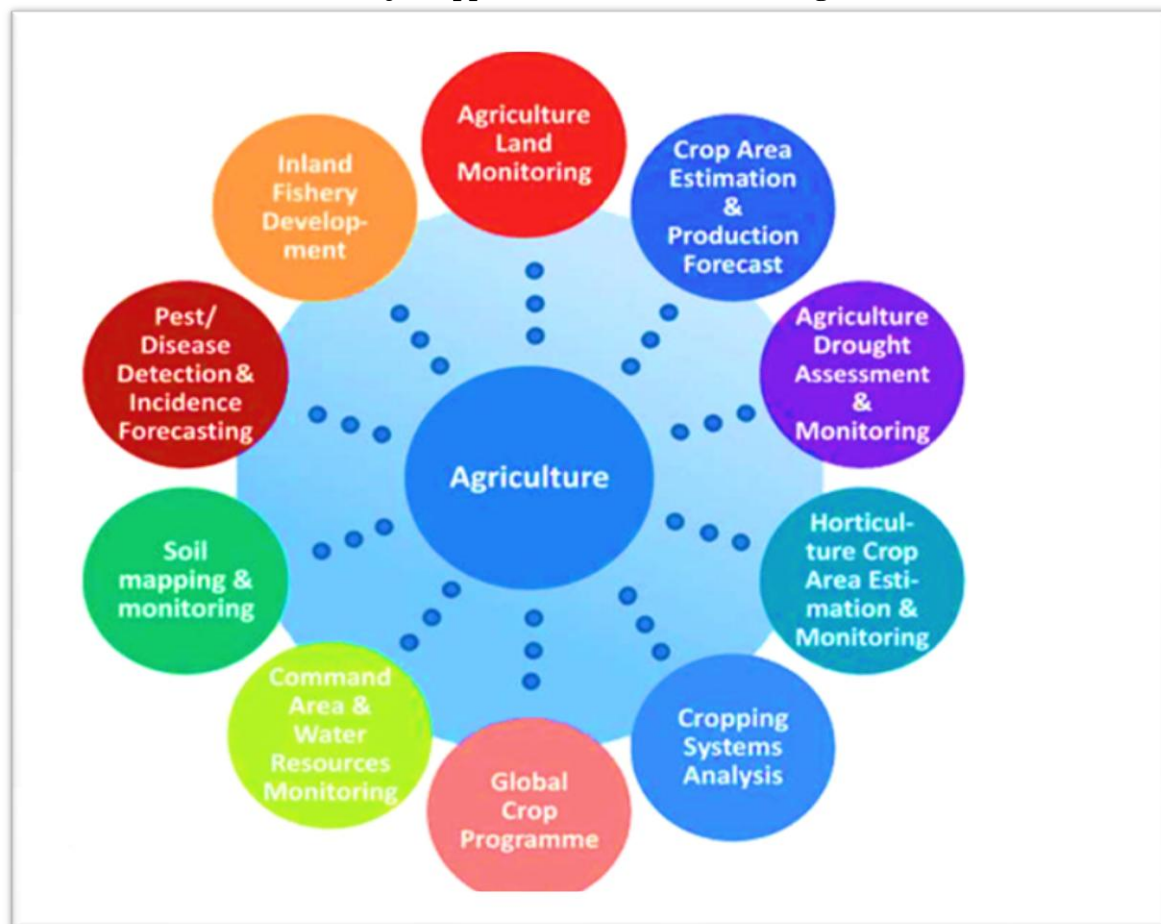 Agriculture
Land
Monitoring
Crop Area
Estimation
&
Production
Forecast
Agriculture
Drought
Assessment
&
Monitoring
Horticul-
ture Crop
Area Esti-
mation &
Monitoring
Cropping
Systems
Analysis
Global
Crop
Programme
Command
Area &
Water
Resources
Monitoring
Soil
mapping &
monitoring
Pest/
Disease
Detection &
Incidence
Forecasting
Inland
Fishery
Develop-
ment
Agriculture